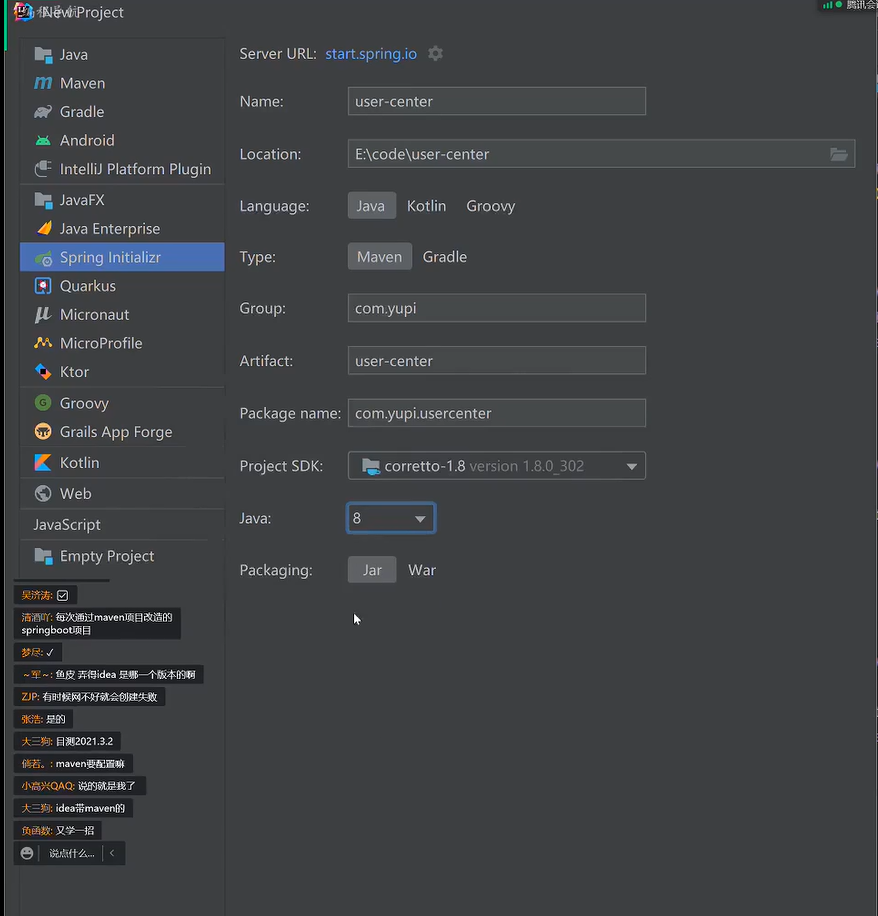 New Project
腾讯会
Java
Maven
Gradle
Android
IntelliJ Platform Plugin
JavaFX
Java Enterprise
Spring Initializr
Quarkus
Micronaut
MicroProfile
Ktor
Groovy
Grails App Forge
Kotlin
Web
JavaScript
Empty Project
Server URL: start.spring.io
Name: user-center
Location: E:\code\user-center
Language: Java Kotlin Groovy
Type: Maven Gradle
Group: com.yupi
Artifact: user-center
Package name: com.yupi.usercenter
Project SDK: corretto-1.8 version 1.8.0_302
Java: 8
Packaging: Jar War
吴济涛:
清酒吖: 每次通过maven项目改造的
springboot项目
梦尽: ✓
~军~: 鱼皮 弄得idea 是哪一个版本的啊
ZJP: 有时候网不好就会创建失败
张浩: 是的
大三狗: 目测2021.3.2
倘若。: maven要配置嘛
小高兴QAQ: 说的就是我了
大三狗: idea带maven的
负函数: 又学一招
说点什么...